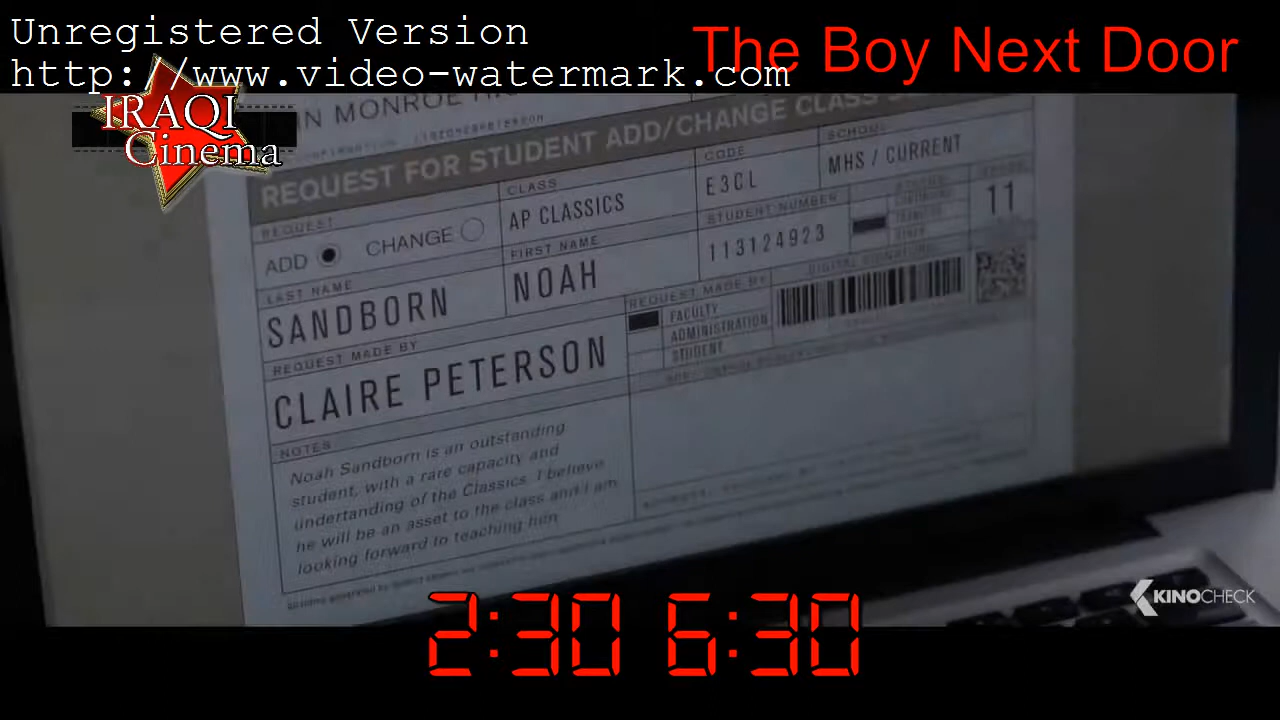 Unregistered Version
The Boy Next Door
http://www.video-watermark.com
IRAQI
Cinema
MONROE
REQUEST FOR STUDENT ADD/CHANGE CLASS
REQUEST
ADD CHANGE
CLASS
AP CLASSICS
CODE
E3CL
SCHOOL
MHS / CURRENT
11
LAST NAME
SANDBORN
FIRST NAME
NOAH
STUDENT NUMBER
113124923
REQUEST MADE BY
CLAIRE PETERSON
REQUEST MADE BY
FACULTY
ADMINISTRATION
STUDENT
DIGITAL SIGNATURE
NOTES
Noah Sandborn is an outstanding
student, with a rare capacity and
undertanding of the Classics. I believe
he will be an asset to the class and I am
looking forward to teaching him
KINOCHECK
2:30 6:30